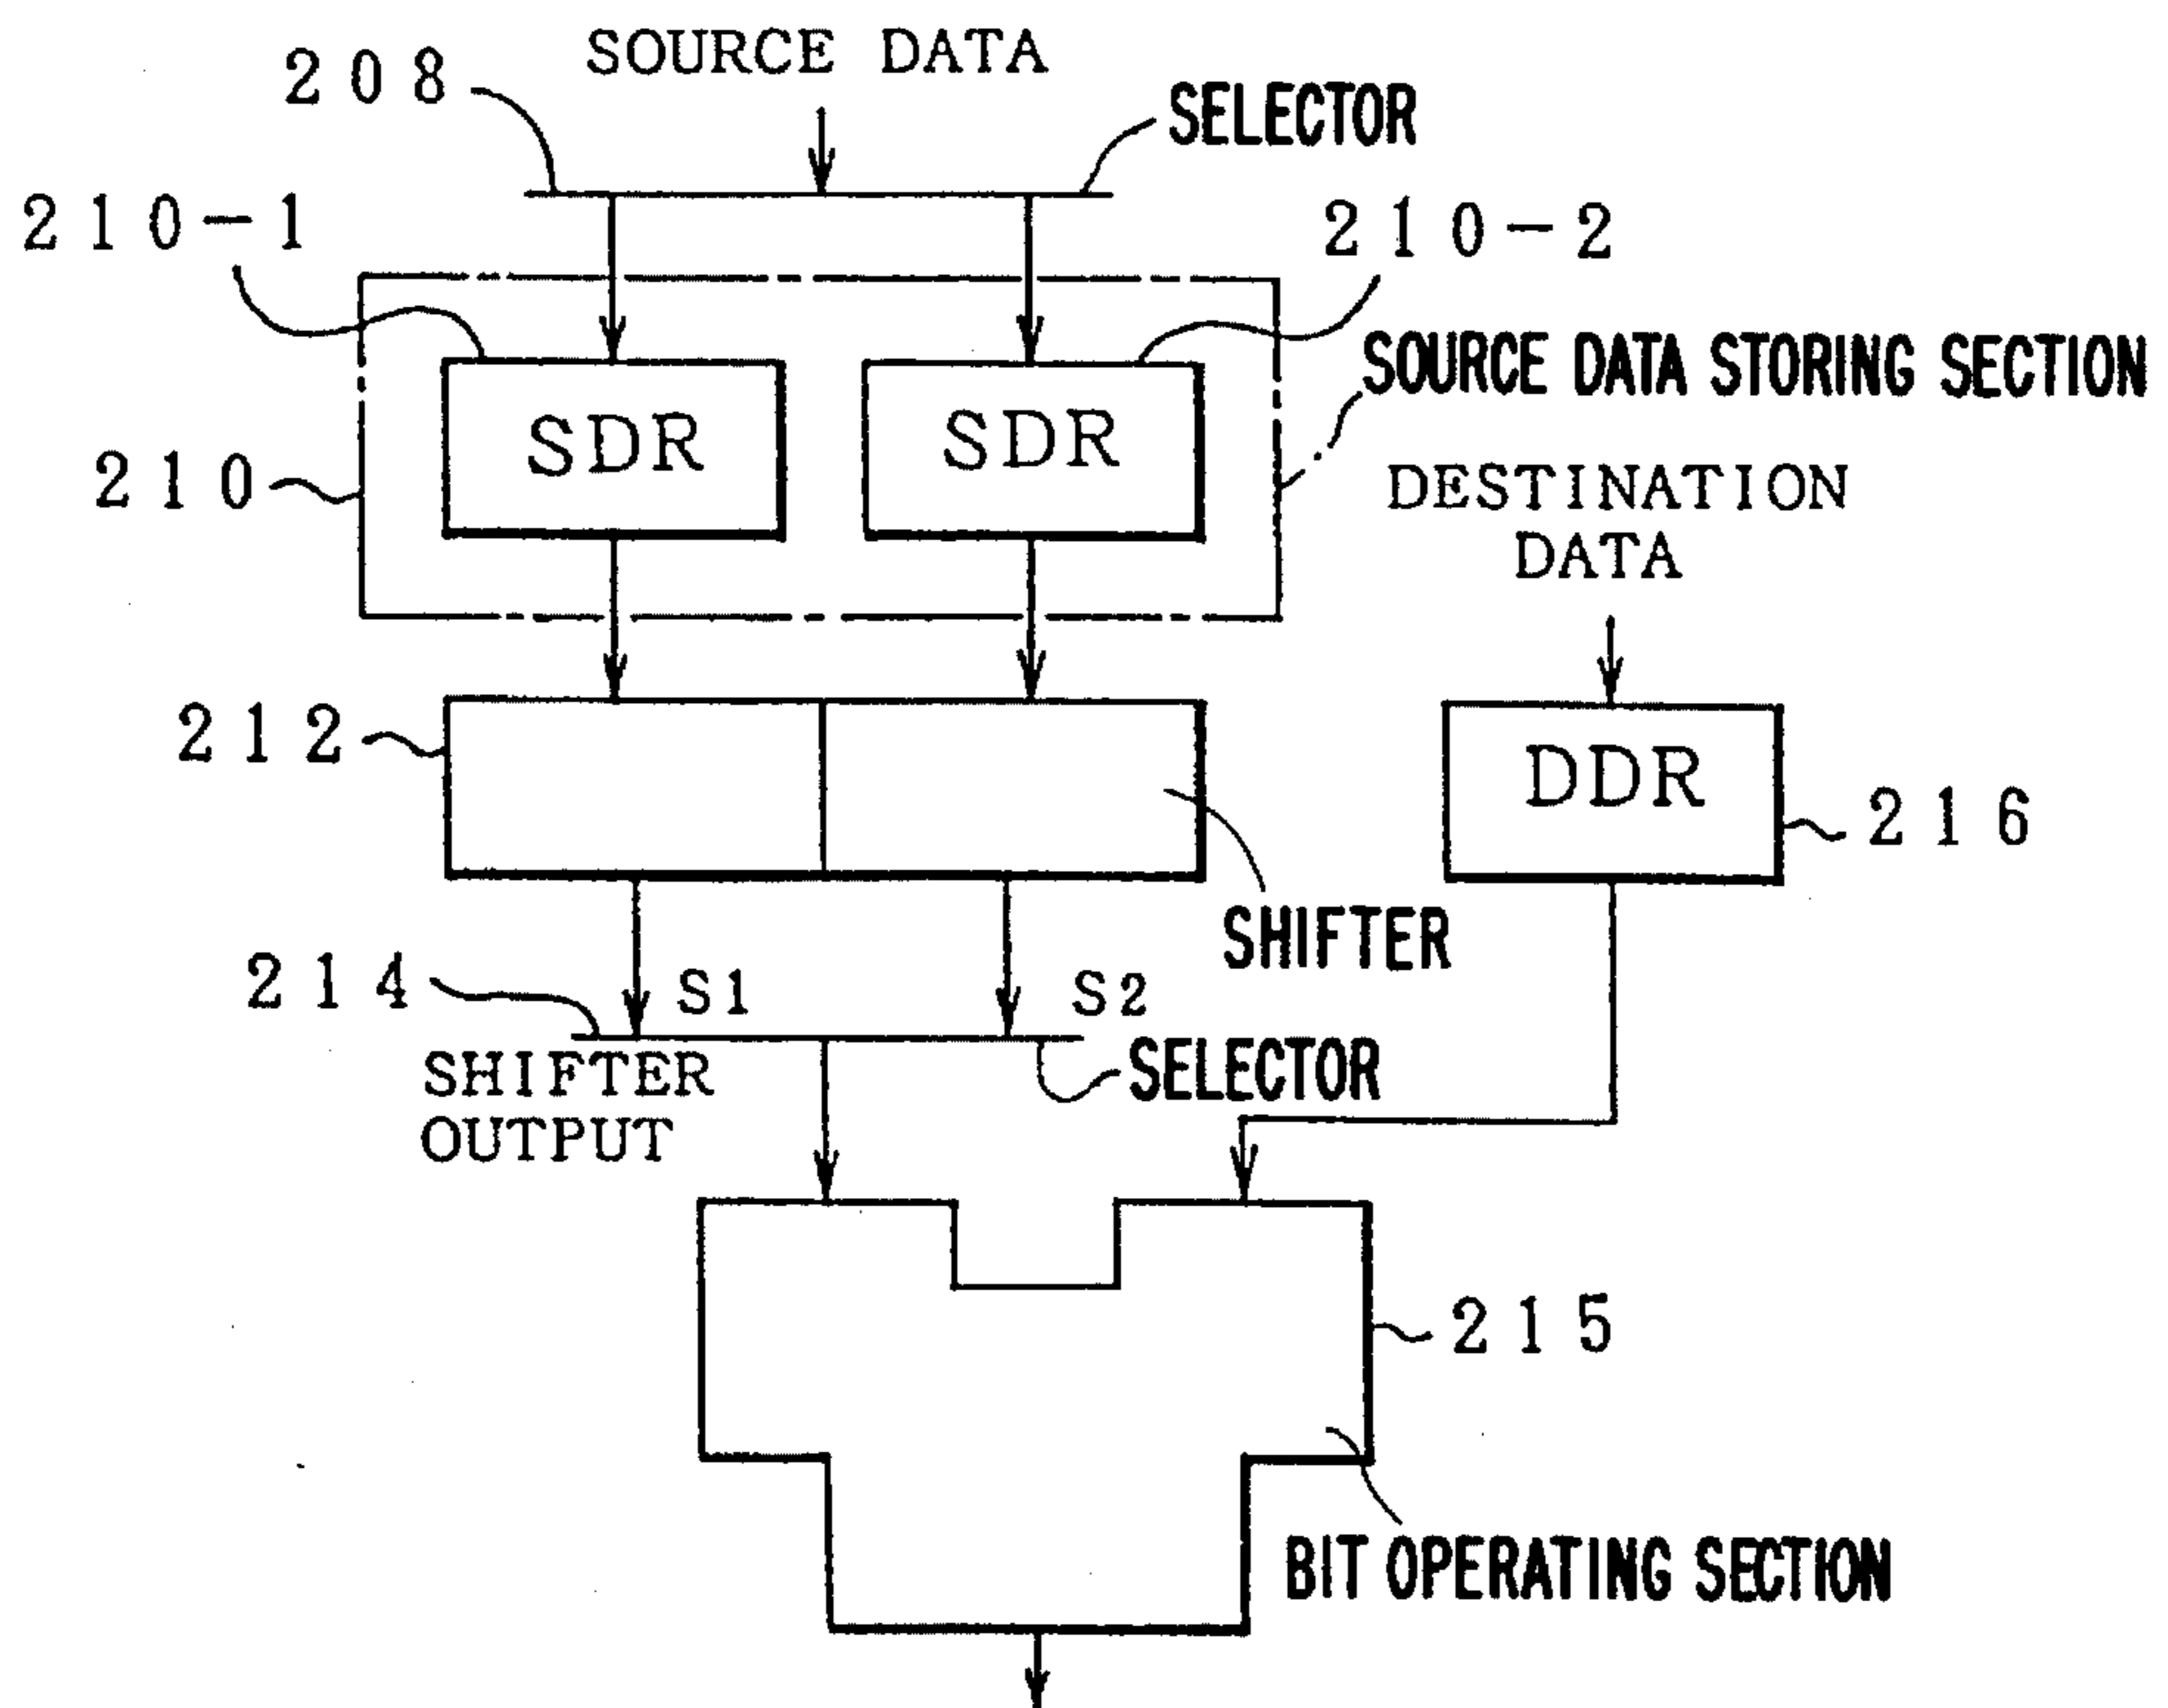 SOURCE DATA
208
SELECTOR
210-1
210-2
SOURCE DATA STORING SECTION
SDR
SDR
210
DESTINATION
DATA
212
DDR
216
SHIFTER
214
S1
S2
SHIFTER
OUTPUT
SELECTOR
215
BIT OPERATING SECTION